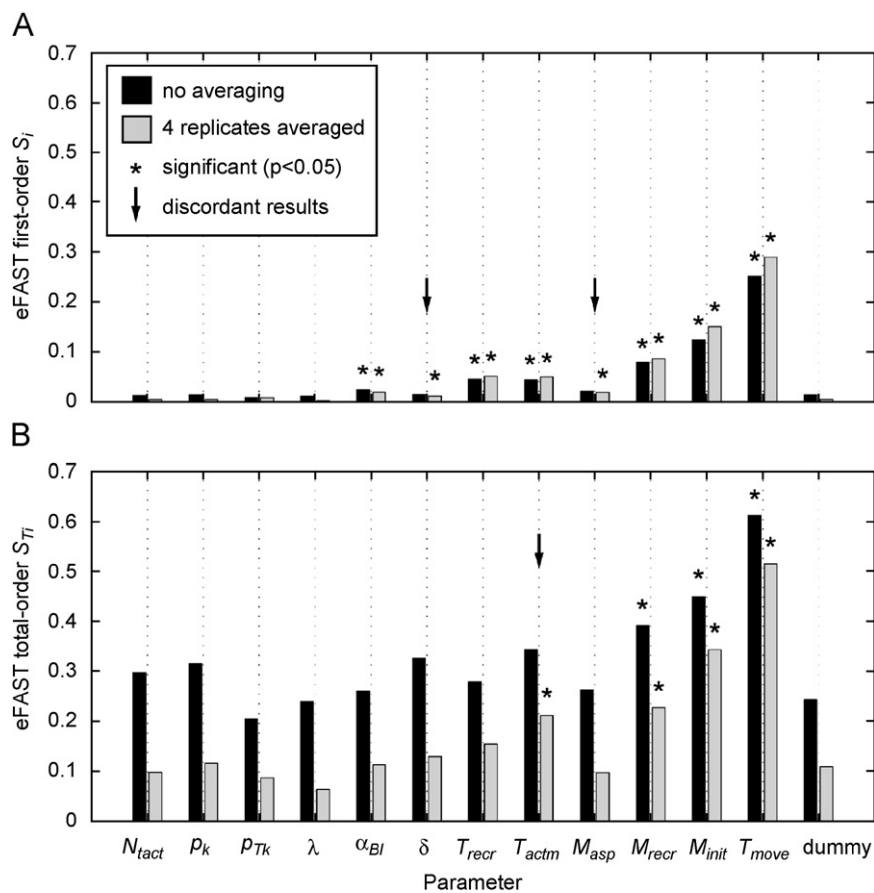 A
0.7
0.6
0.5
0.4
0.3
0.2
0.1
0
eFAST first-order Si
no averaging
4 replicates averaged
* significant (p<0.05)
discordant results
* * * * * * * * * * * * * *
B
0.7
0.6
0.5
0.4
0.3
0.2
0.1
0
eFAST total-order STi
* * * * * * *
Ntact pk pTk λ αBI δ Trecr Tactm Masp Mrecr Minit Tmove dummy
Parameter